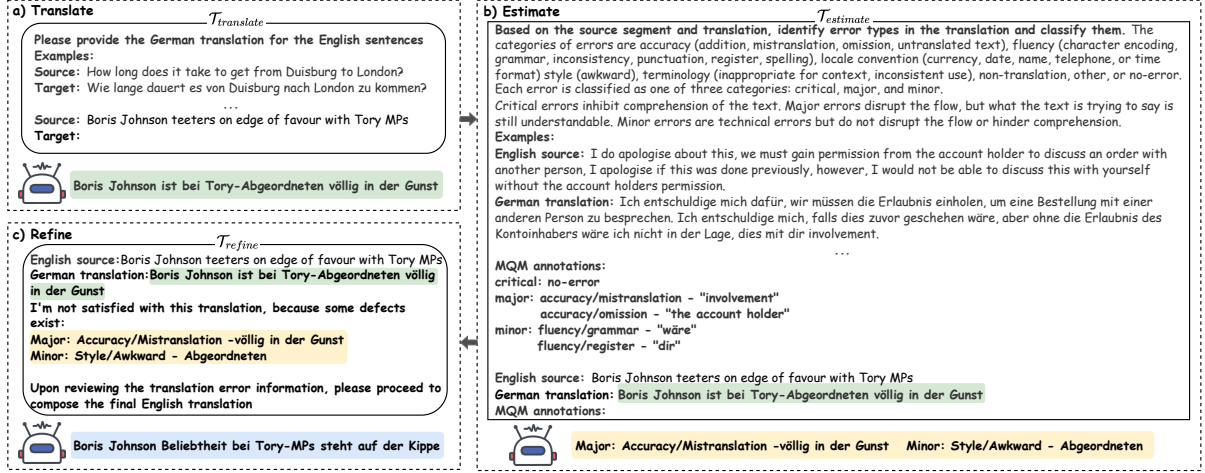 a) Translate
T_translate
Please provide the German translation for the English sentences
Examples:
Source: How long does it take to get from Duisburg to London?
Target: Wie lange dauert es von Duisburg nach London zu kommen?
...
Source: Boris Johnson teeters on edge of favour with Tory MPs
Target:
Boris Johnson ist bei Tory-Abgeordneten völlig in der Gunst
b) Estimate
T_estimate
Based on the source segment and translation, identify error types in the translation and classify them. The
categories of errors are accuracy (addition, mistranslation, omission, untranslated text), fluency (character encoding,
grammar, inconsistency, punctuation, register, spelling), locale convention (currency, date, name, telephone, or time
format) style (awkward), terminology (inappropriate for context, inconsistent use), non-translation, other, or no-error.
Each error is classified as one of three categories: critical, major, and minor.
Critical errors inhibit comprehension of the text. Major errors disrupt the flow, but what the text is trying to say is
still understandable. Minor errors are technical errors but do not disrupt the flow or hinder comprehension.
Examples:
English source: I do apologise about this, we must gain permission from the account holder to discuss an order with
another person, I apologise if this was done previously, however, I would not be able to discuss this with yourself
without the account holders permission.
German translation: Ich entschuldige mich dafür, wir müssen die Erlaubnis einholen, um eine Bestellung mit einer
anderen Person zu besprechen. Ich entschuldige mich, falls dies zuvor geschehen wäre, aber ohne die Erlaubnis des
Kontoinhabers wäre ich nicht in der Lage, dies mit dir involvement.
...
MQM annotations:
critical: no-error
major: accuracy/mistranslation - "involvement"
accuracy/omission - "the account holder"
minor: fluency/grammar - "wäre"
fluency/register - "dir"
English source: Boris Johnson teeters on edge of favour with Tory MPs
German translation: Boris Johnson ist bei Tory-Abgeordneten völlig in der Gunst
MQM annotations:
Major: Accuracy/Mistranslation -völlig in der Gunst Minor: Style/Awkward - Abgeordneten
c) Refine
T_refine
English source:Boris Johnson teeters on edge of favour with Tory MPs
German translation:Boris Johnson ist bei Tory-Abgeordneten völlig
in der Gunst
I'm not satisfied with this translation, because some defects
exist:
Major: Accuracy/Mistranslation -völlig in der Gunst
Minor: Style/Awkward - Abgeordneten
Upon reviewing the translation error information, please proceed to
compose the final English translation
Boris Johnson Beliebtheit bei Tory-MPs steht auf der Kippe